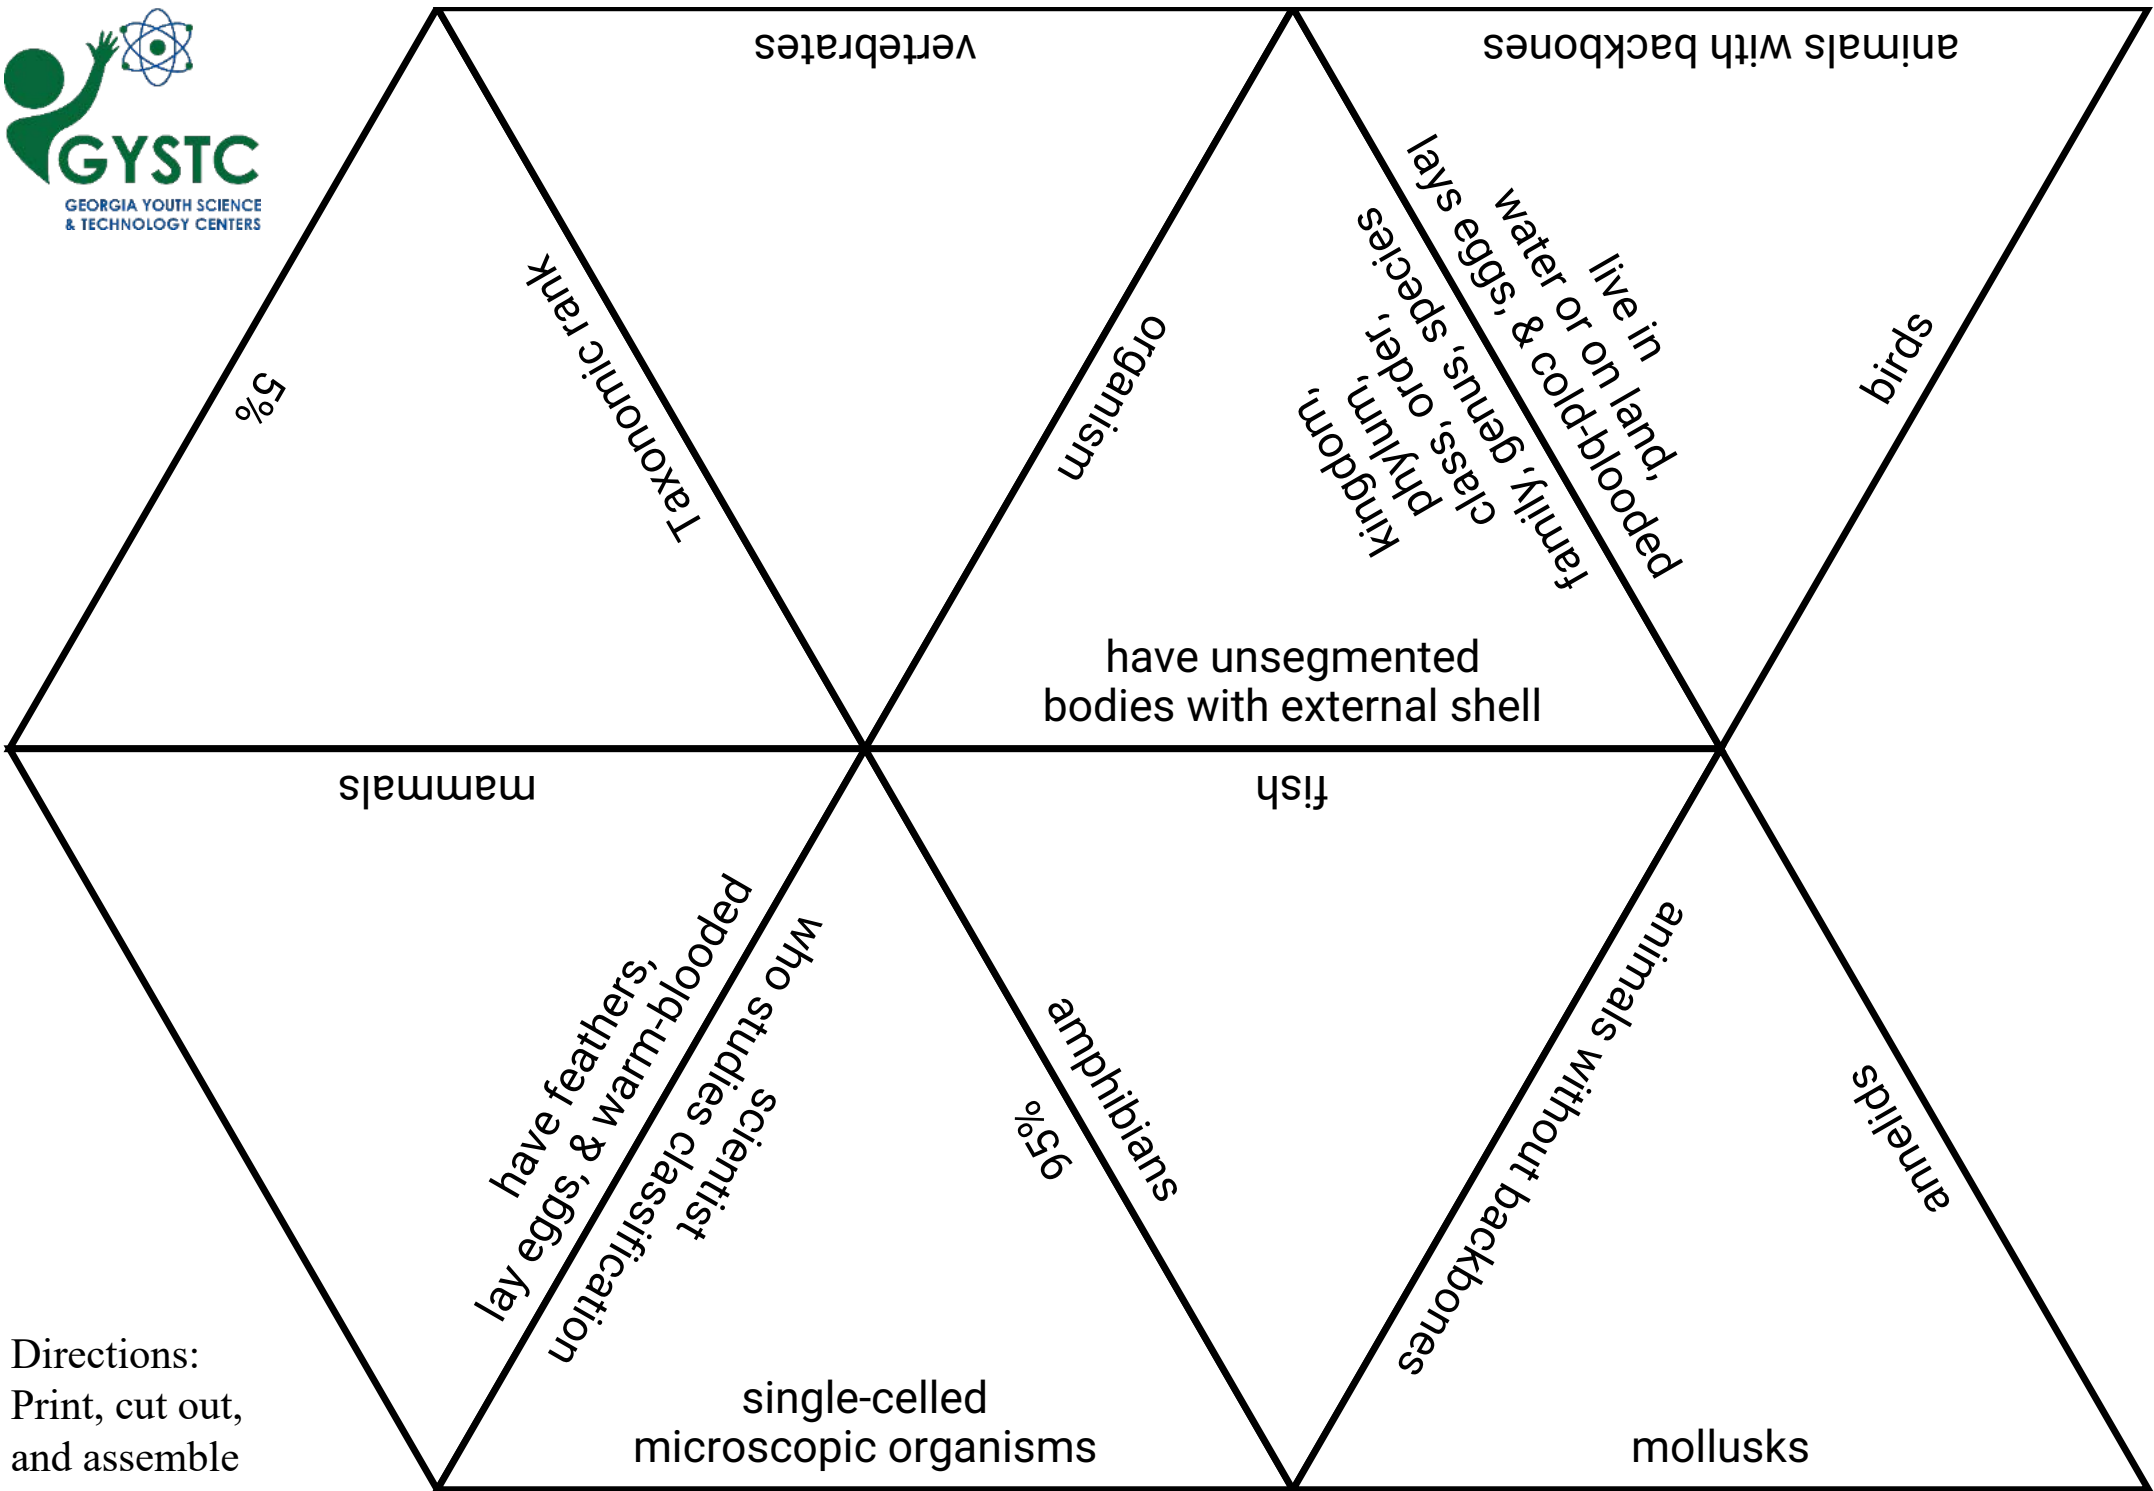 GYSTC
GEORGIA YOUTH SCIENCE
& TECHNOLOGY CENTERS
vertebrates
animals with backbones
5%
Taxonomic rank
organism
kingdom,
phylum,
class, order,
family, genus, species
live in
water or on land,
lays eggs, & cold-blooded
birds
have unsegmented
bodies with external shell
mammals
fish
have feathers,
lay eggs, & warm-blooded
scientist
who studies classification
95%
amphibians
animals without backbones
annelids
single-celled
microscopic organisms
mollusks
Directions:
Print, cut out,
and assemble